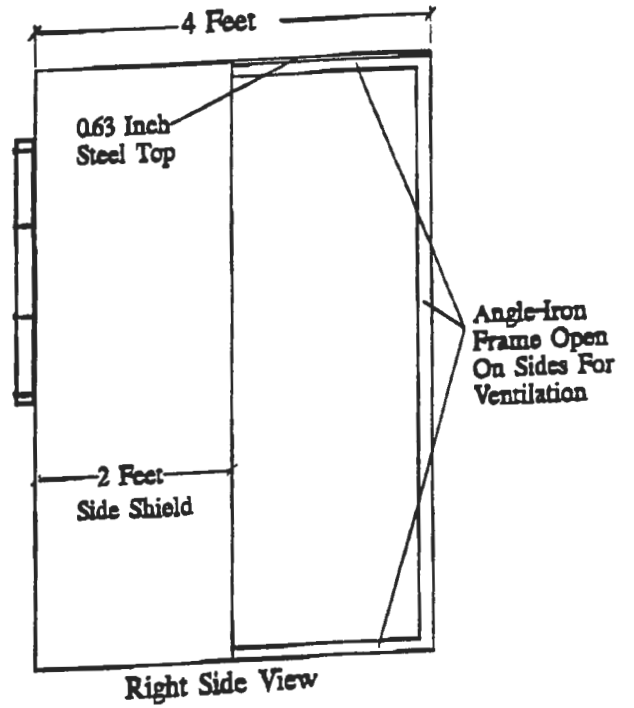 4 Feet
0.63 Inch
Steel Top
Angle-Iron
Frame Open
On Sides For
Ventilation
2 Feet
Side Shield
Right Side View